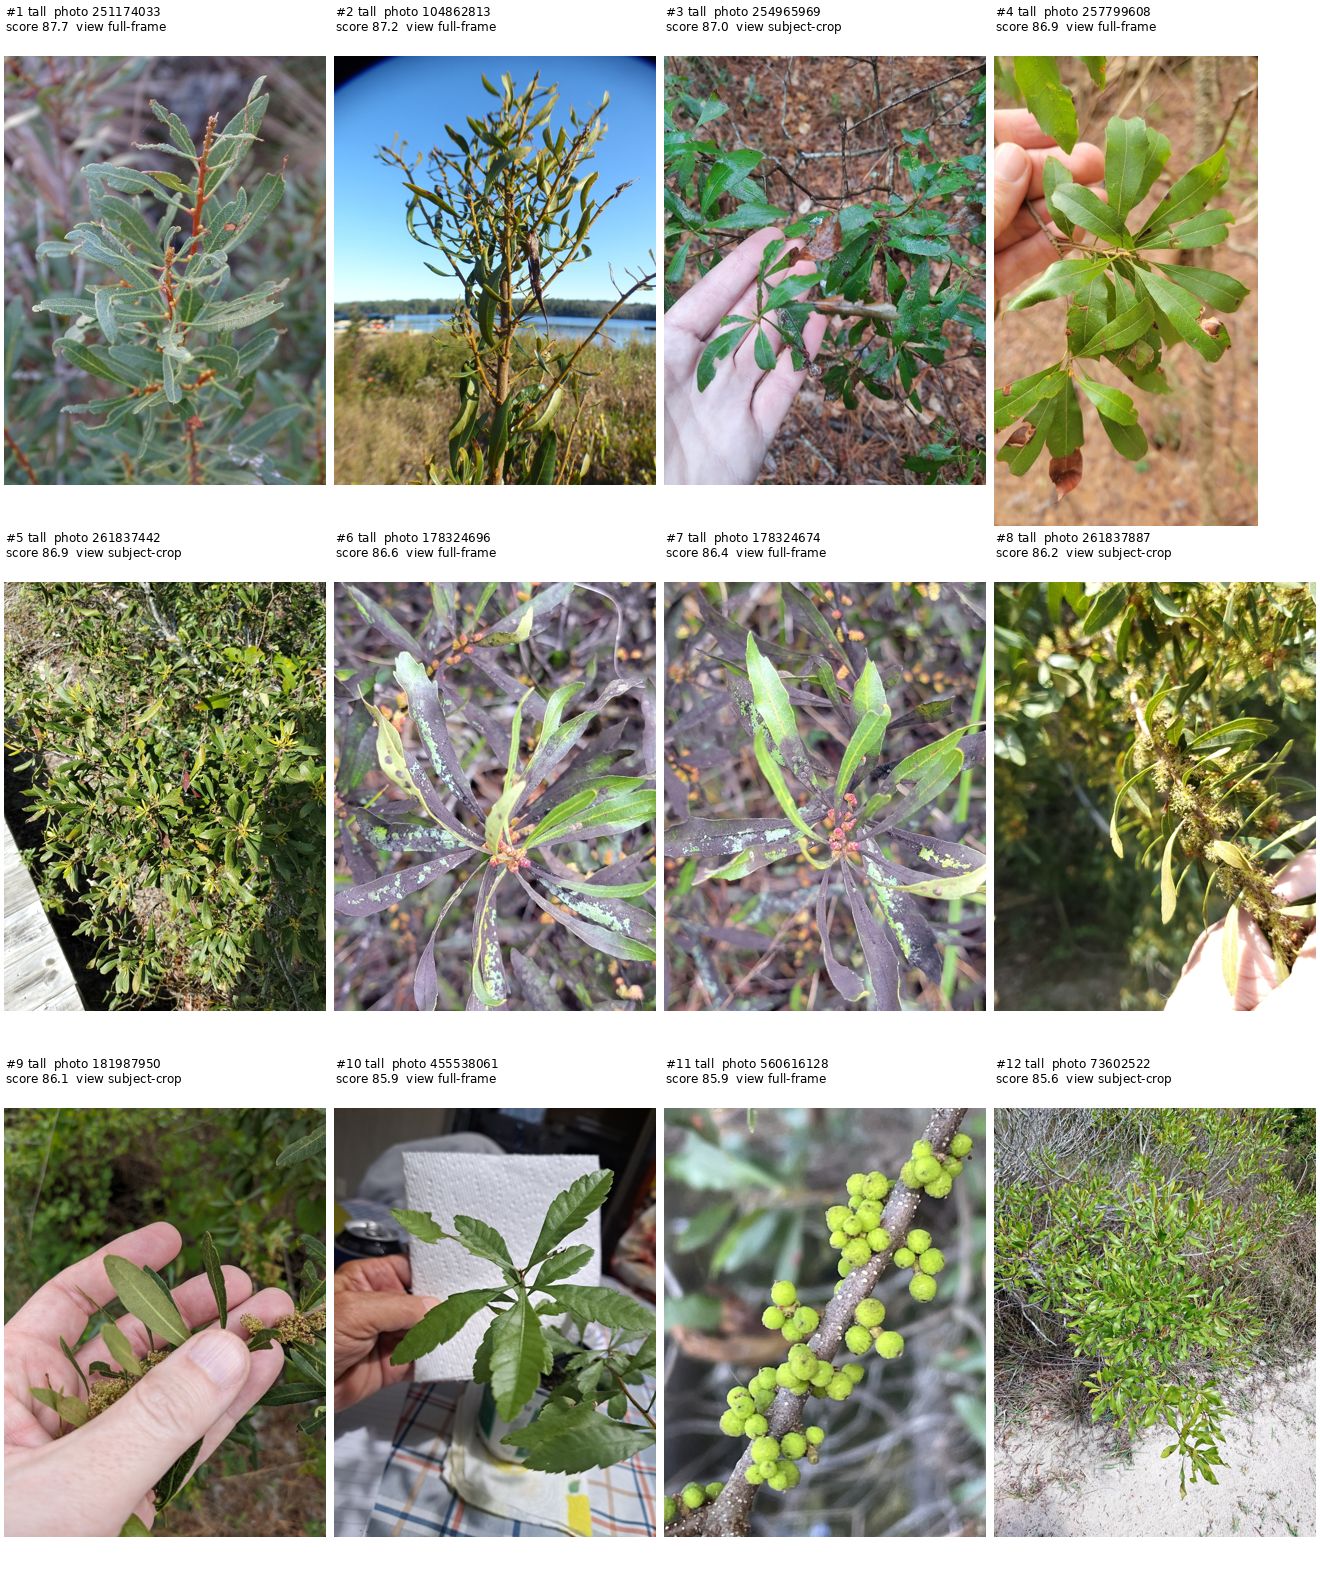 #1 tall photo 251174033
score 87.7 view full-frame
#2 tall photo 104862813
score 87.2 view full-frame
#3 tall photo 254965969
score 87.0 view subject-crop
#4 tall photo 257799608
score 86.9 view full-frame
#5 tall photo 261837442
score 86.9 view subject-crop
#6 tall photo 178324696
score 86.6 view full-frame
#7 tall photo 178324674
score 86.4 view full-frame
#8 tall photo 261837887
score 86.2 view subject-crop
#9 tall photo 181987950
score 86.1 view subject-crop
#10 tall photo 455538061
score 85.9 view full-frame
#11 tall photo 560616128
score 85.9 view full-frame
#12 tall photo 73602522
score 85.6 view subject-crop